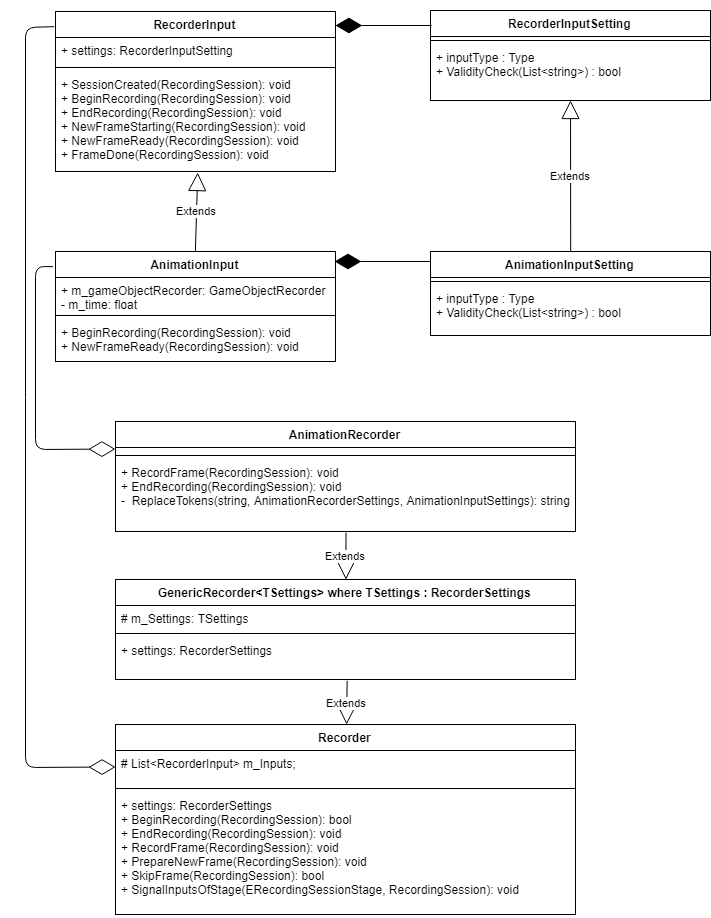 RecorderInput
+ settings: RecorderInputSetting
+ SessionCreated(RecordingSession): void
+ BeginRecording(RecordingSession): void
+ EndRecording(RecordingSession): void
+ NewFrameStarting(RecordingSession): void
+ NewFrameReady(RecordingSession): void
+ FrameDone(RecordingSession): void
RecorderInputSetting
+ inputType : Type
+ ValidityCheck(List<string>) : bool
Extends
Extends
AnimationInput
+ m_gameObjectRecorder: GameObjectRecorder
- m_time: float
+ BeginRecording(RecordingSession): void
+ NewFrameReady(RecordingSession): void
AnimationInputSetting
+ inputType : Type
+ ValidityCheck(List<string>) : bool
AnimationRecorder
+ RecordFrame(RecordingSession): void
+ EndRecording(RecordingSession): void
- ReplaceTokens(string, AnimationRecorderSettings, AnimationInputSettings): string
Extends
GenericRecorder<TSettings> where TSettings : RecorderSettings
# m_Settings: TSettings
+ settings: RecorderSettings
Extends
Recorder
# List<RecorderInput> m_Inputs;
+ settings: RecorderSettings
+ BeginRecording(RecordingSession): bool
+ EndRecording(RecordingSession): void
+ RecordFrame(RecordingSession): void
+ PrepareNewFrame(RecordingSession): void
+ SkipFrame(RecordingSession): bool
+ SignalInputsOfStage(ERecordingSessionStage, RecordingSession): void